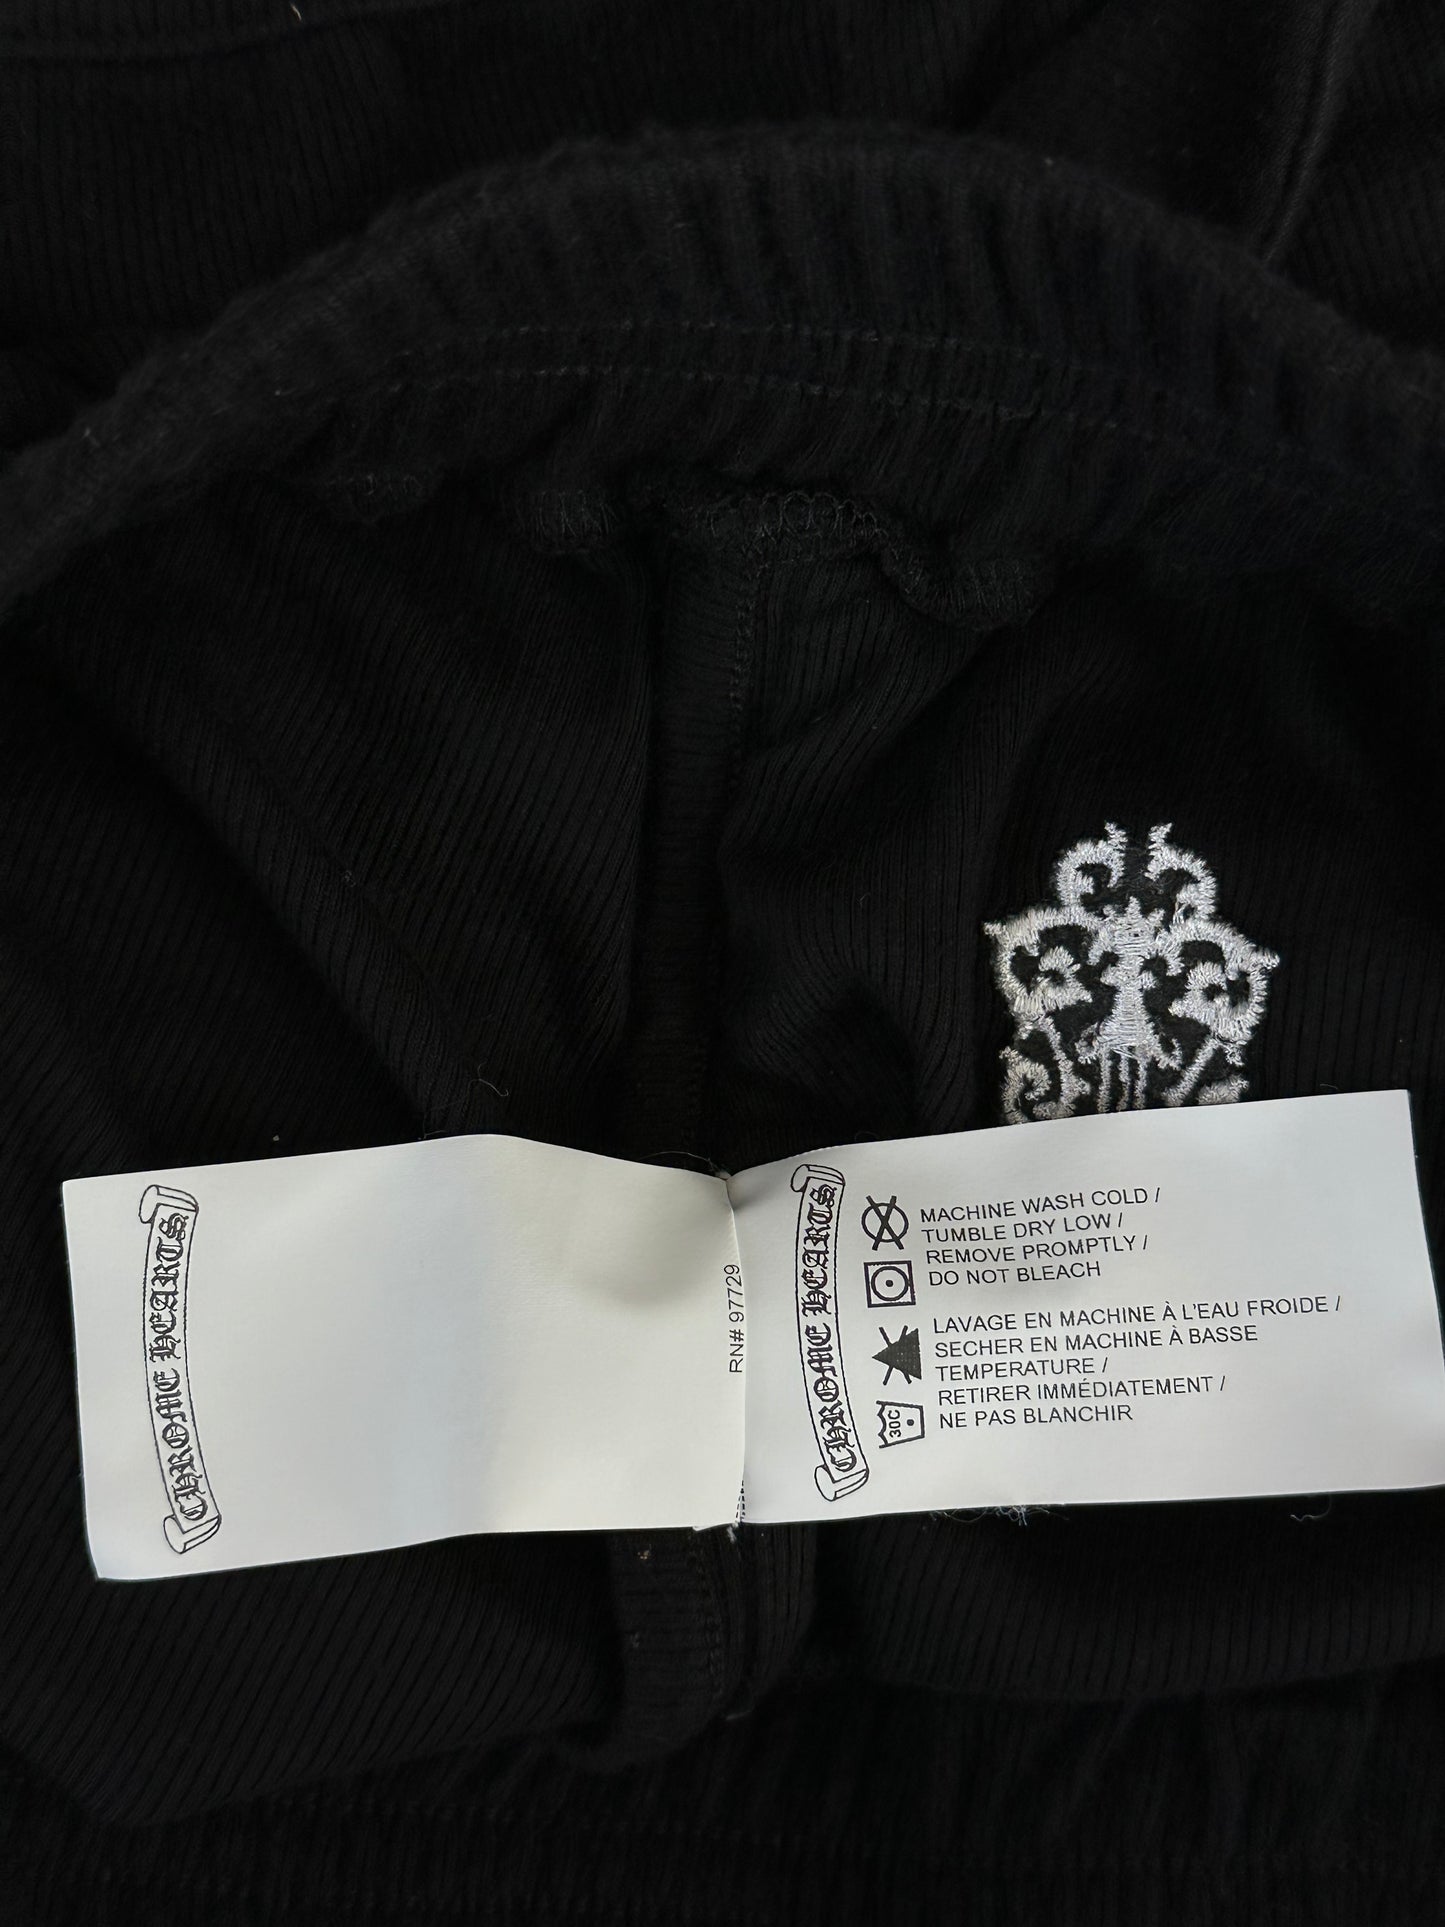 CHROME HEARTS
RN# 97729
CHROME HEARTS
MACHINE WASH COLD /
TUMBLE DRY LOW /
REMOVE PROMPTLY /
DO NOT BLEACH
LAVAGE EN MACHINE À L'EAU FROIDE /
SECHER EN MACHINE À BASSE
TEMPERATURE /
RETIRER IMMÉDIATEMENT /
NE PAS BLANCHIR
30C